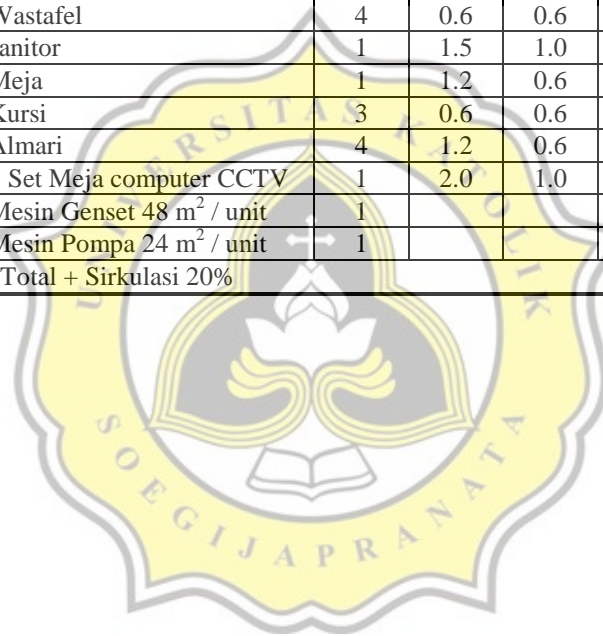 Wastafel 4 0.6 0.6
Janitor 1 1.5 1.0
Meja 1 1.2 0.6
Kursi 3 0.6 0.6
Almari 4 1.2 0.6
Set Meja computer CCTV 1 2.0 1.0
Mesin Genset 48 m² / unit 1
Mesin Pompa 24 m² / unit 1
Total + Sirkulasi 20%
UNIVERSITAS KATOLIK
SOEGIJAPRANATA